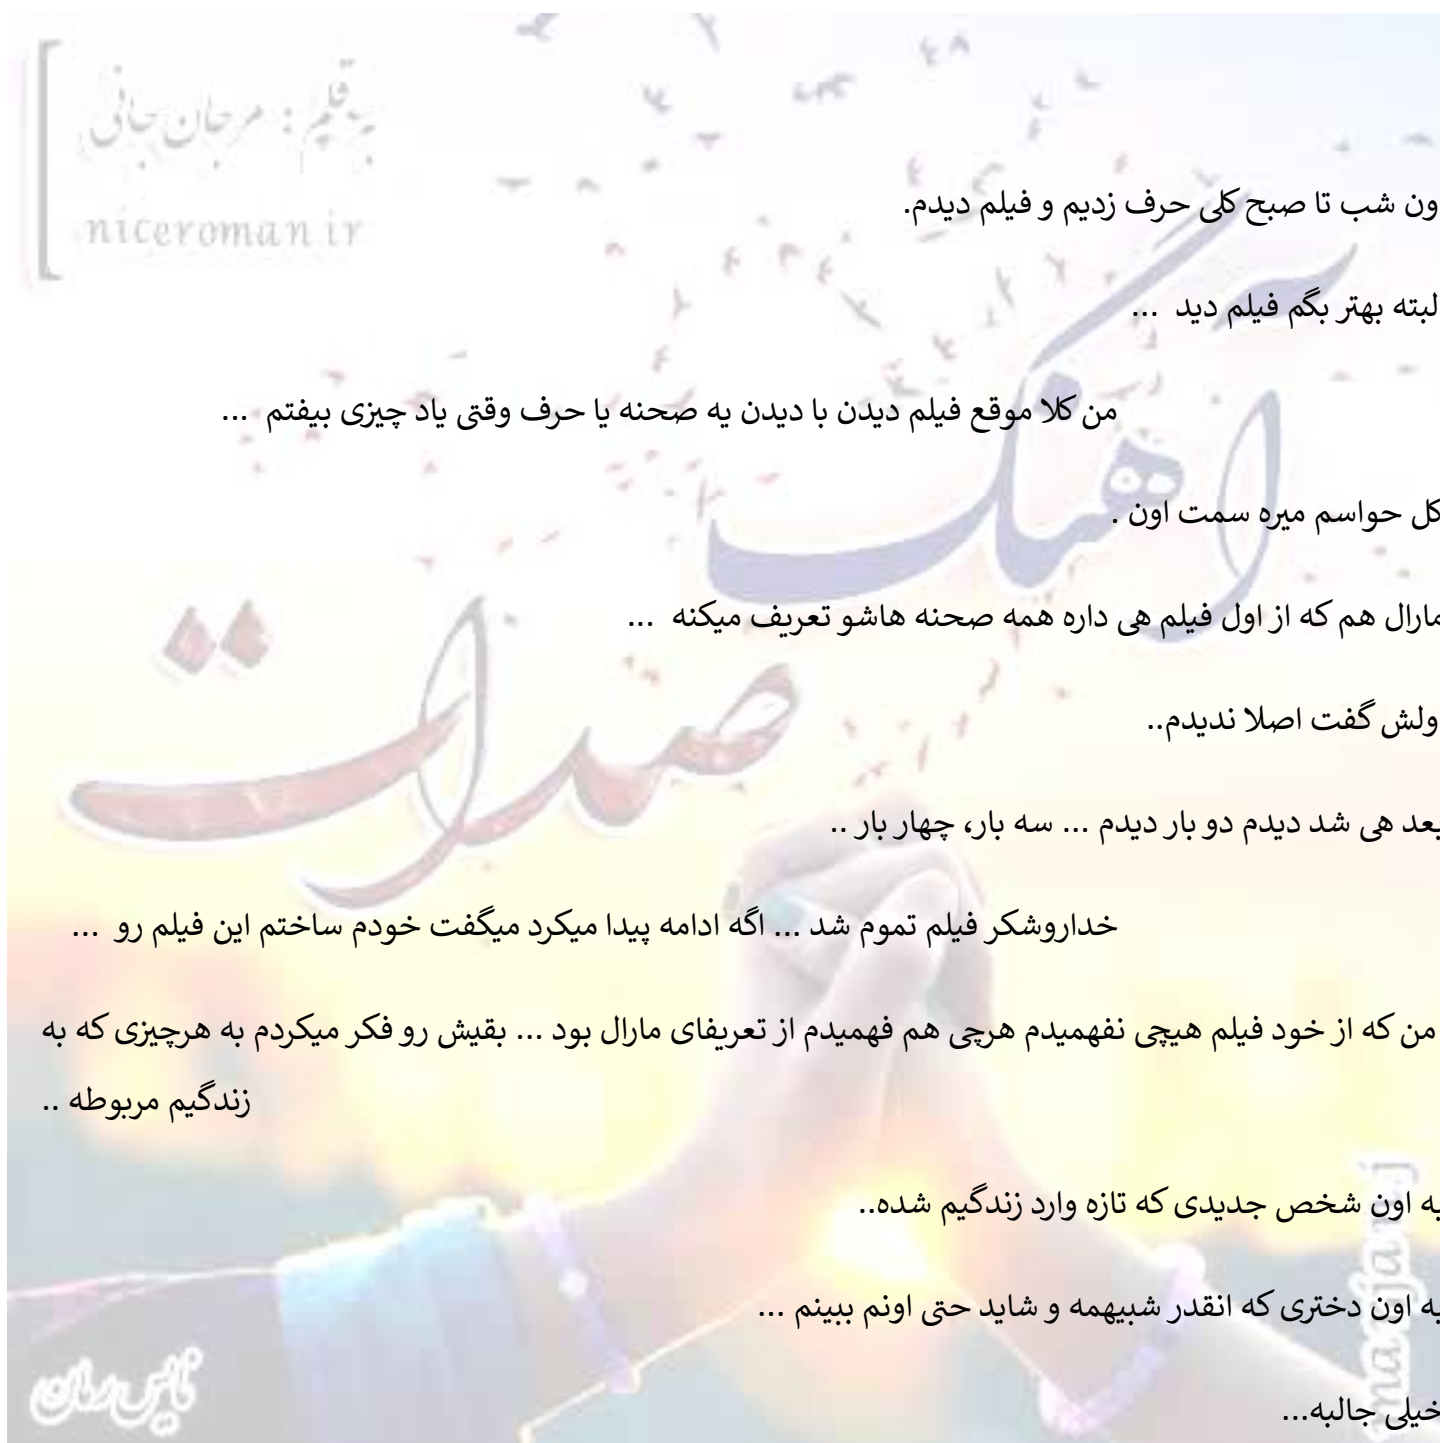 به قلم : مرجان جانی
niceroman.ir
ون شب تا صبح کلی حرف زدیم و فیلم دیدم.
لبته بهتر بگم فیلم دید ...
من کلا موقع فیلم دیدن با دیدن یه صحنه یا حرف وقتی یاد چیزی بیفتم ...
کل حواسم میره سمت اون .
مارال هم که از اول فیلم هی داره همه صحنه هاشو تعریف میکنه ...
ولش گفت اصلا ندیدم..
بعد هی شد دیدم دو بار دیدم ... سه بار، چهار بار ..
خداروشکر فیلم تموم شد ... اگه ادامه پیدا میکرد میگفت خودم ساختم این فیلم رو ...
من که از خود فیلم هیچی نفهمیدم هرچی هم فهمیدم از تعریفای مارال بود ... بقیش رو فکر میکردم به هرچیزی که به
زندگیم مربوطه ..
به اون شخص جدیدی که تازه وارد زندگیم شده..
به اون دختری که انقدر شبیهمه و شاید حتی اونم ببینم ...
خیلی جالبه...
آهنگ
صدات
نایس رمان